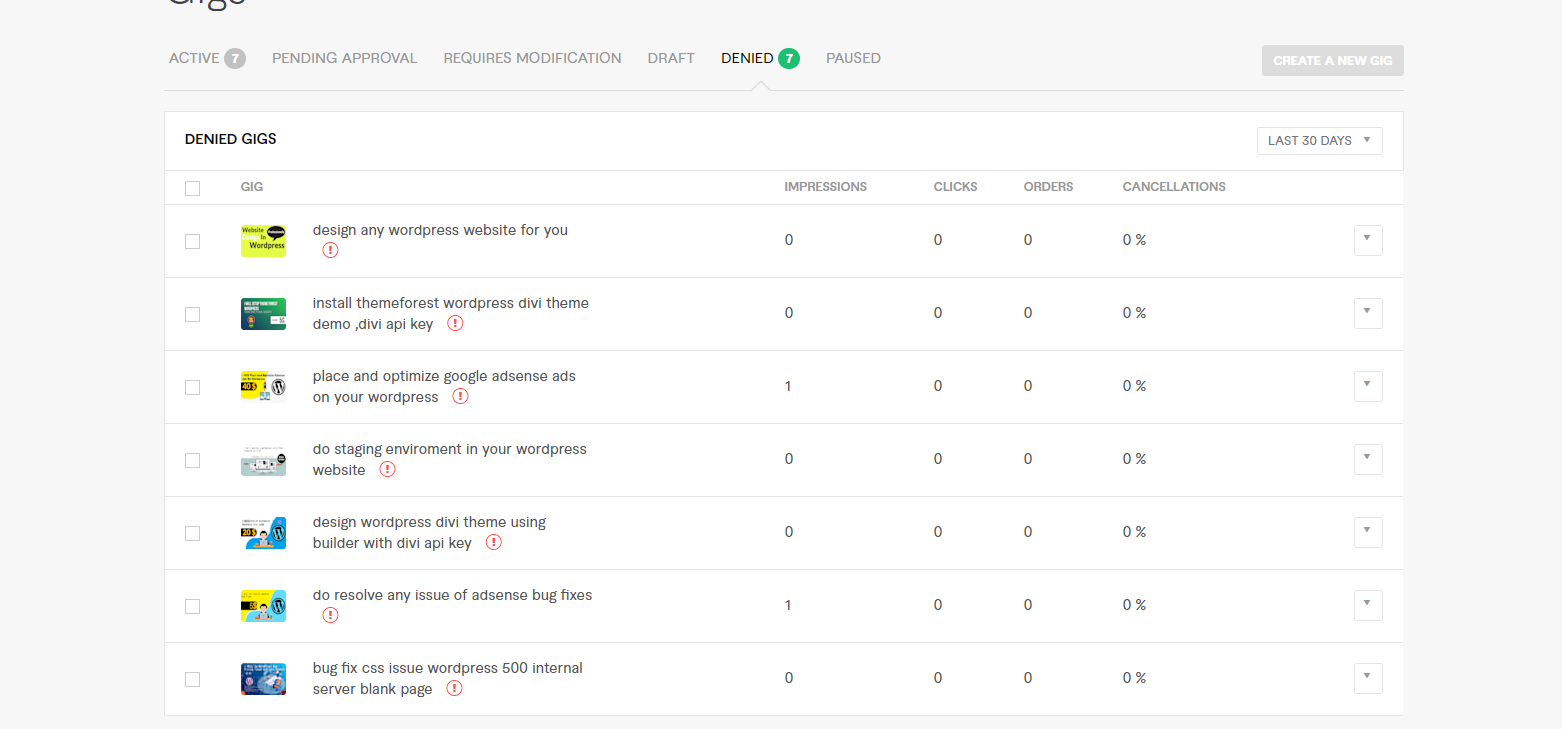 Gigs
ACTIVE 7 PENDING APPROVAL REQUIRES MODIFICATION DRAFT DENIED 7 PAUSED CREATE A NEW GIG
DENIED GIGS LAST 30 DAYS
GIG IMPRESSIONS CLICKS ORDERS CANCELLATIONS
Website
In
Wordpress
design any wordpress website for you
! 0 0 0 0 %
install themeforest wordpress divi theme
demo ,divi api key ! 0 0 0 0 %
40 $
place and optimize google adsense ads
on your wordpress ! 1 0 0 0 %
do staging enviroment in your wordpress
website ! 0 0 0 0 %
20 $
design wordpress divi theme using
builder with divi api key ! 0 0 0 0 %
do resolve any issue of adsense bug fixes
! 1 0 0 0 %
bug fix css issue wordpress 500 internal
server blank page ! 0 0 0 0 %